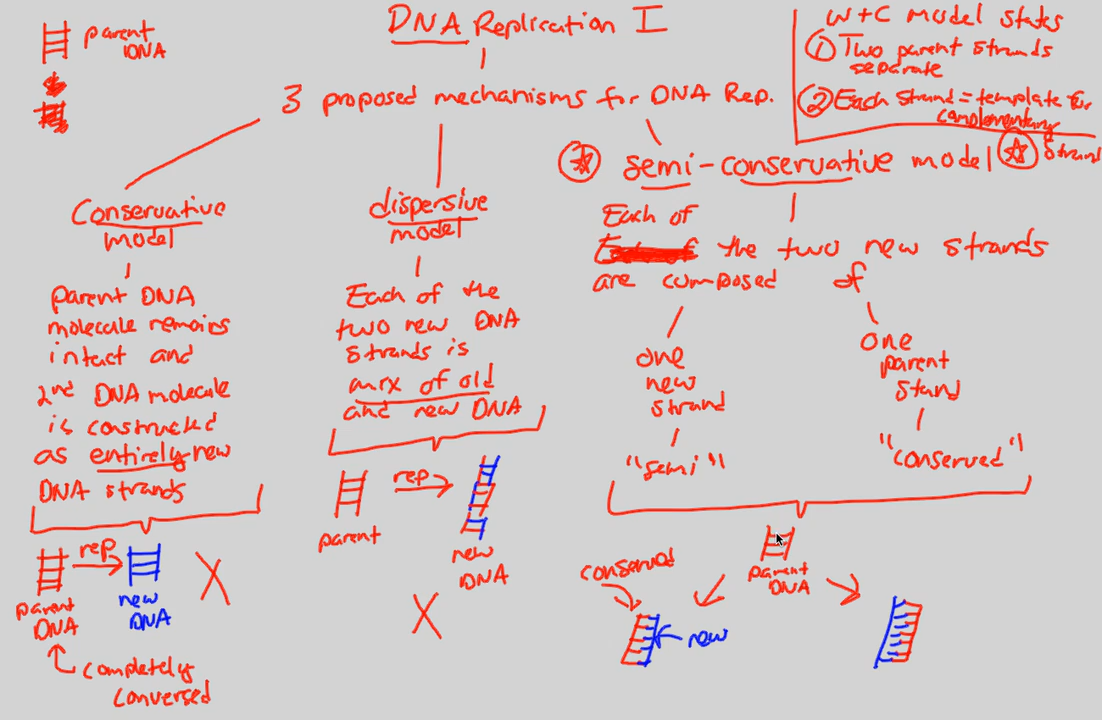 DNA Replication I
parent
DNA
3 proposed mechanisms for DNA Rep.
W+C model states
① Two parent strands
separate
② Each strand = template for
complementary
strand
Conservative
model
parent DNA
molecule remains
intact and
2nd DNA molecule
is constructed
as entirely new
DNA strands
rep
parent
DNA
new
DNA
X
completely
conversed
dispersive
model
Each of the
two new DNA
strands is
mix of old
and new DNA
rep
parent
new
DNA
X
semi-conservative model
Each of
the two new strands
are composed of
one
new
strand
"semi"
one
parent
stand
"conserved"
parent
DNA
conserved
new